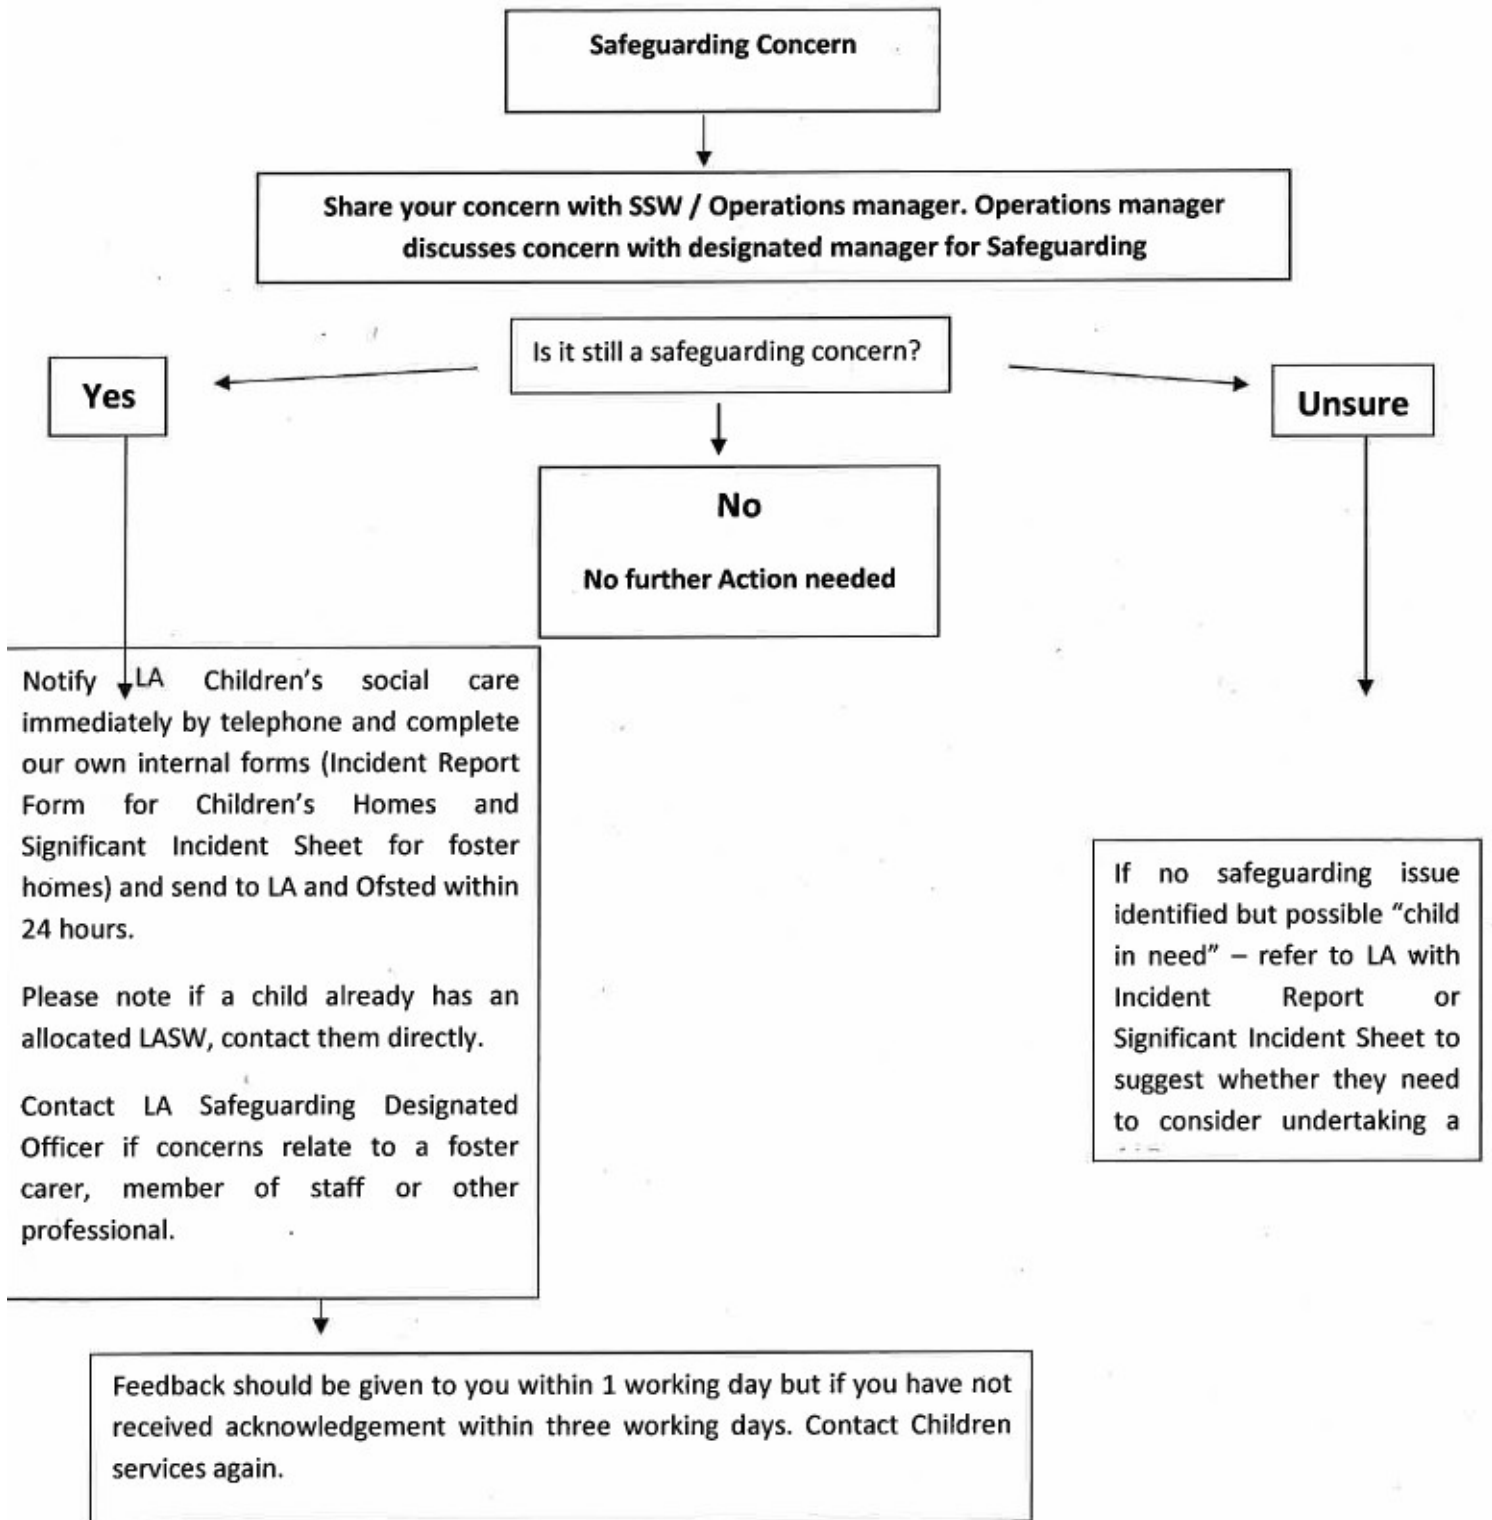 Safeguarding Concern
Share your concern with SSW / Operations manager. Operations manager
discusses concern with designated manager for Safeguarding
Is it still a safeguarding concern?
Yes
Unsure
No
No further Action needed
Notify LA Children's social care
immediately by telephone and complete
our own internal forms (Incident Report
Form for Children's Homes and
Significant Incident Sheet for foster
homes) and send to LA and Ofsted within
24 hours.
Please note if a child already has an
allocated LASW, contact them directly.
Contact LA Safeguarding Designated
Officer if concerns relate to a foster
carer, member of staff or other
professional.
If no safeguarding issue
identified but possible "child
in need" – refer to LA with
Incident Report or
Significant Incident Sheet to
suggest whether they need
to consider undertaking a
Feedback should be given to you within 1 working day but if you have not
received acknowledgement within three working days. Contact Children
services again.